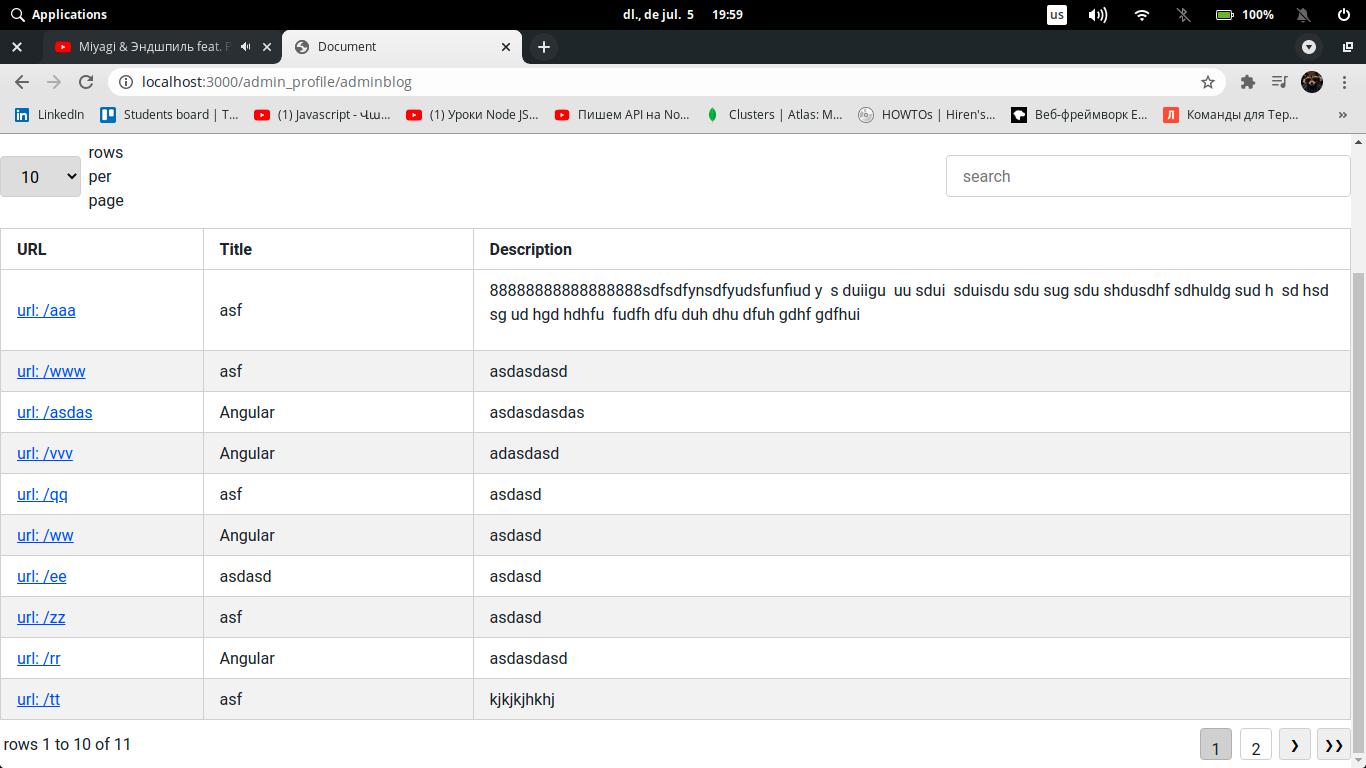 Applications
dl., de jul. 5 19:59
us
100%
Miyagi & Эндшпиль feat. 
Document
localhost:3000/admin_profile/adminblog
LinkedIn
Students board | T...
(1) Javascript - Վա...
(1) Уроки Node JS...
Пишем API на No...
Clusters | Atlas: M...
HOWTOs | Hiren's...
Веб-фреймворк E...
Л
Команды для Тер...
»
10
rows
per
page
search
URL Title Description
url: /aaa asf 88888888888888888sdfsdfynsdfyudsfunfiud y s duiigu uu sdui sduisdu sdu sug sdu shdusdhf sdhuldg sud h sd hsd
sg ud hgd hdhfu fudfh dfu duh dhu dfuh gdhf gdfhui
url: /www asf asdasdasd
url: /asdas Angular asdasdasdas
url: /vvv Angular adasdasd
url: /qq asf asdasd
url: /ww Angular asdasd
url: /ee asdasd asdasd
url: /zz asf asdasd
url: /rr Angular asdasdasd
url: /tt asf kjkjkjhkhj
rows 1 to 10 of 11
1 2 ❯ ❯❯